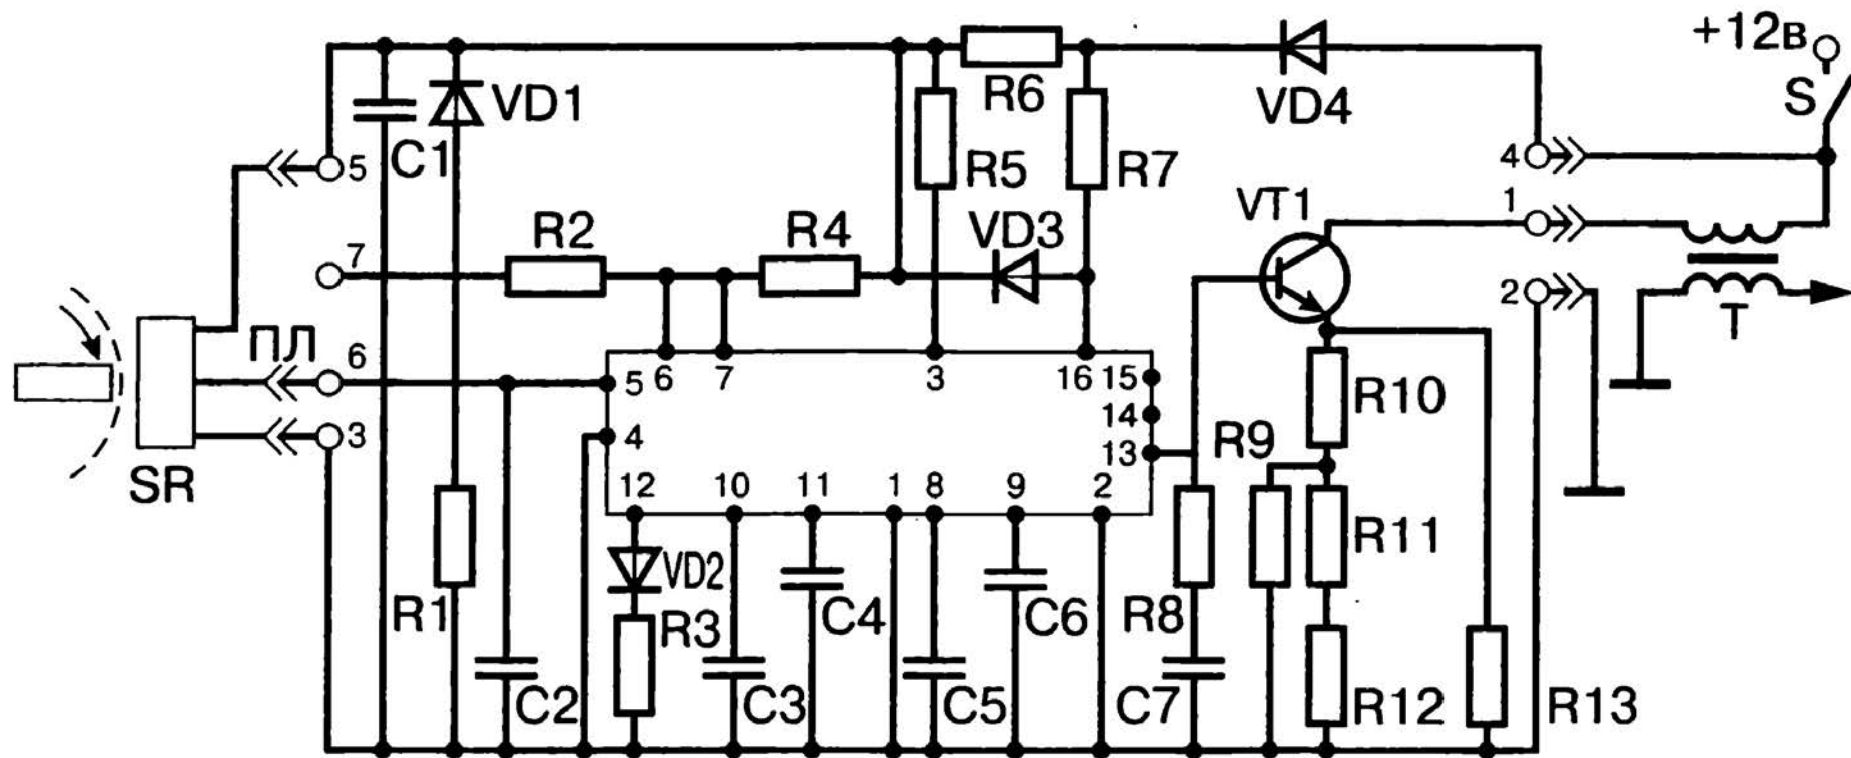 +12в
S
R6
VD4
VD1
C1
5
R5
R7
4
VT1
1
R2
R4
VD3
7
2
T
ПЛ
6
5
6
7
3
16
15
14
13
4
3
SR
R10
R9
12
10
11
1
8
9
2
R11
VD2
R1
R3
C4
C6
R8
C2
C3
C5
C7
R12
R13